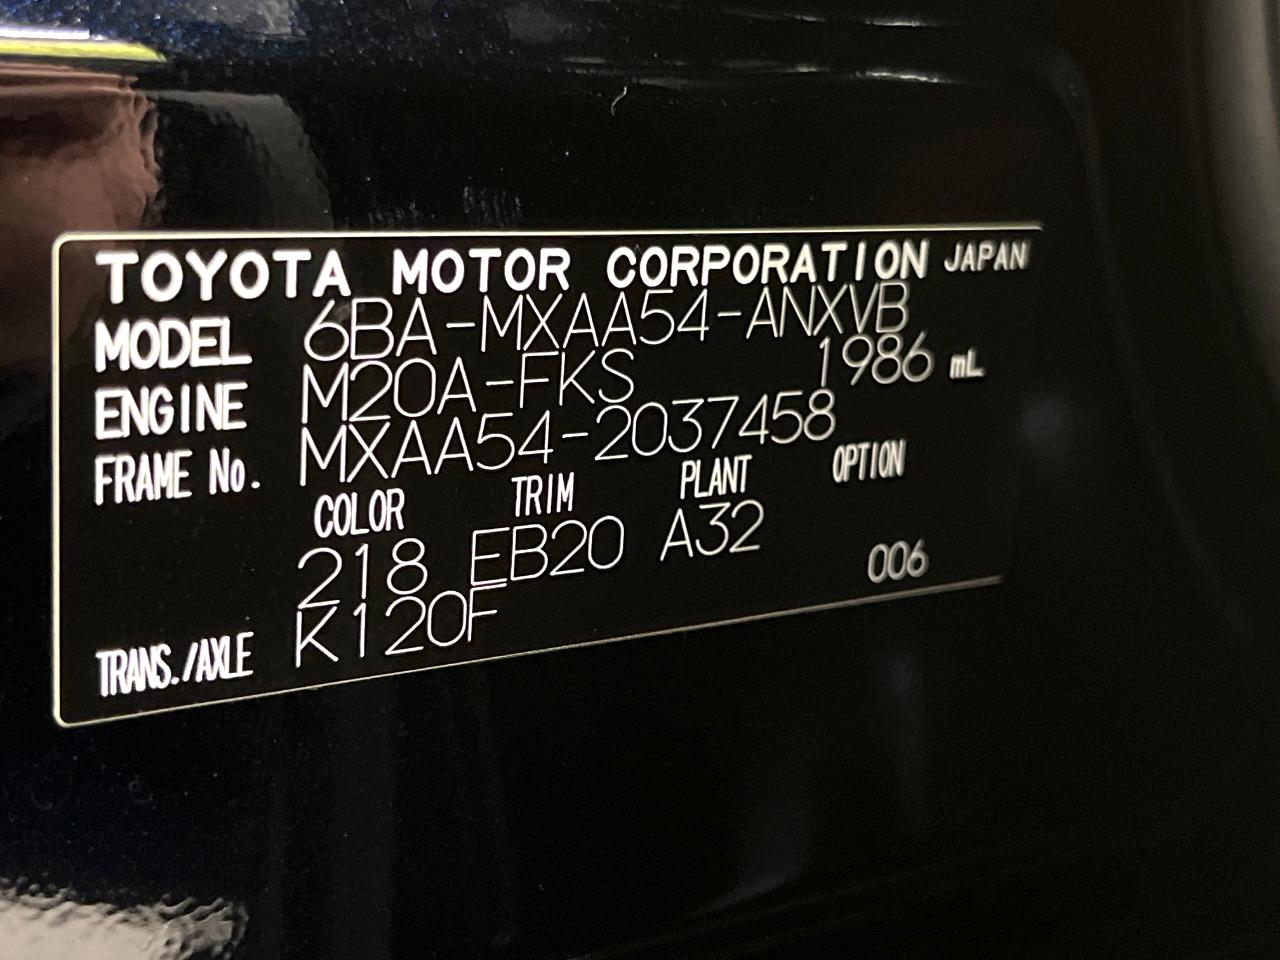 TOYOTA MOTOR CORPORATION JAPAN
MODEL 6BA-MXAA54-ANXVB
ENGINE M20A-FKS 1986 mL
FRAME No. MXAA54-2037458
COLOR TRIM PLANT OPTION
218 EB20 A32 006
TRANS./AXLE K120F